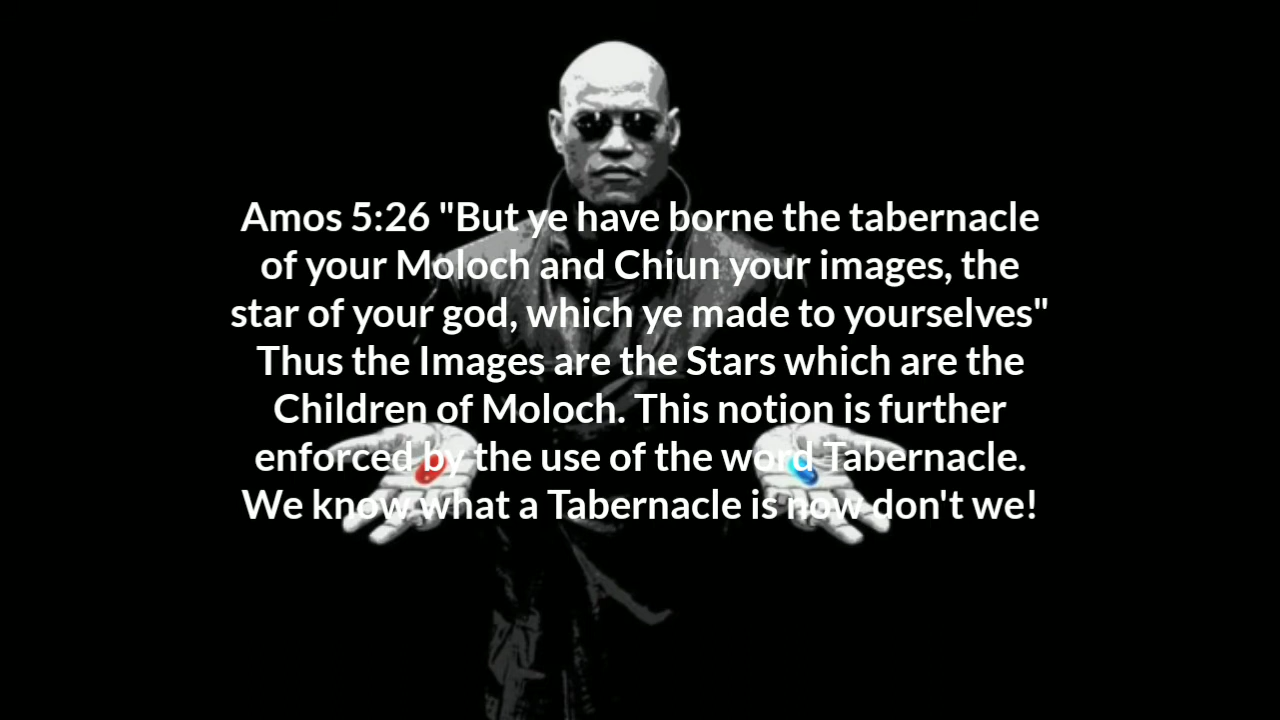 Amos 5:26 "But ye have borne the tabernacle
of your Moloch and Chiun your images, the
star of your god, which ye made to yourselves"
Thus the Images are the Stars which are the
Children of Moloch. This notion is further
enforced by the use of the word Tabernacle.
We know what a Tabernacle is now don't we!